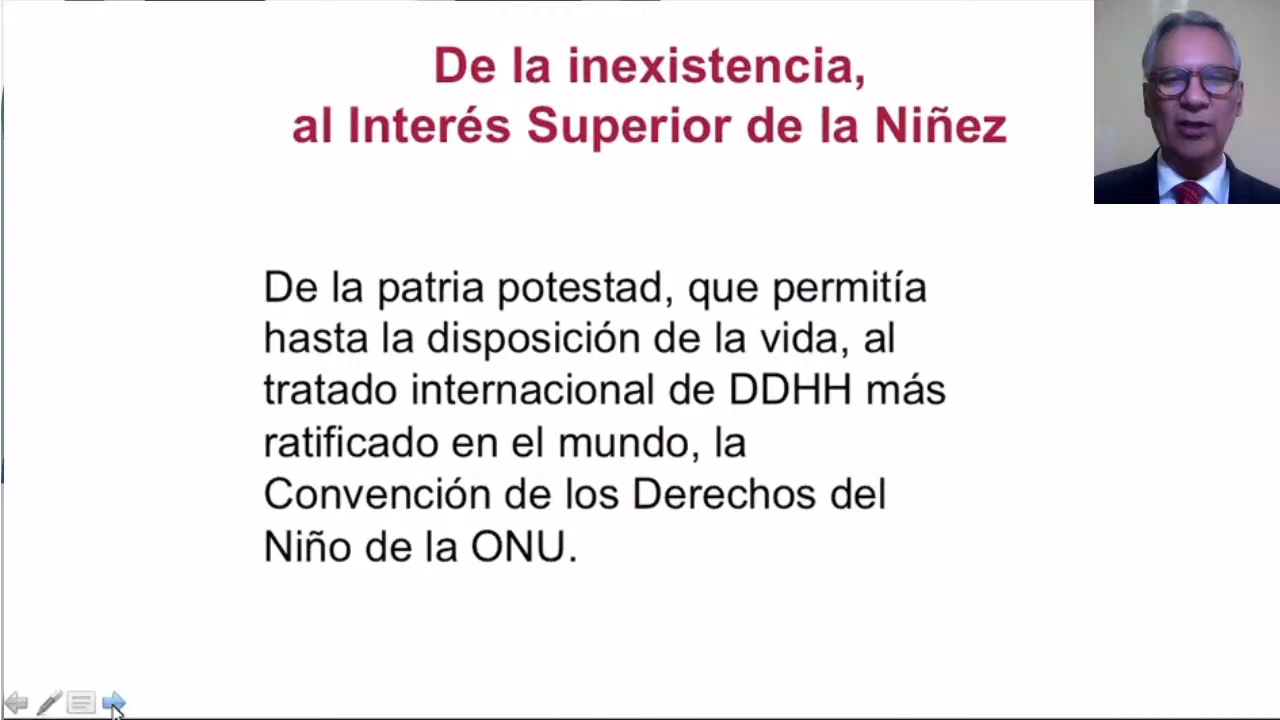 De la inexistencia,
al Interés Superior de la Niñez
De la patria potestad, que permitía
hasta la disposición de la vida, al
tratado internacional de DDHH más
ratificado en el mundo, la
Convención de los Derechos del
Niño de la ONU.